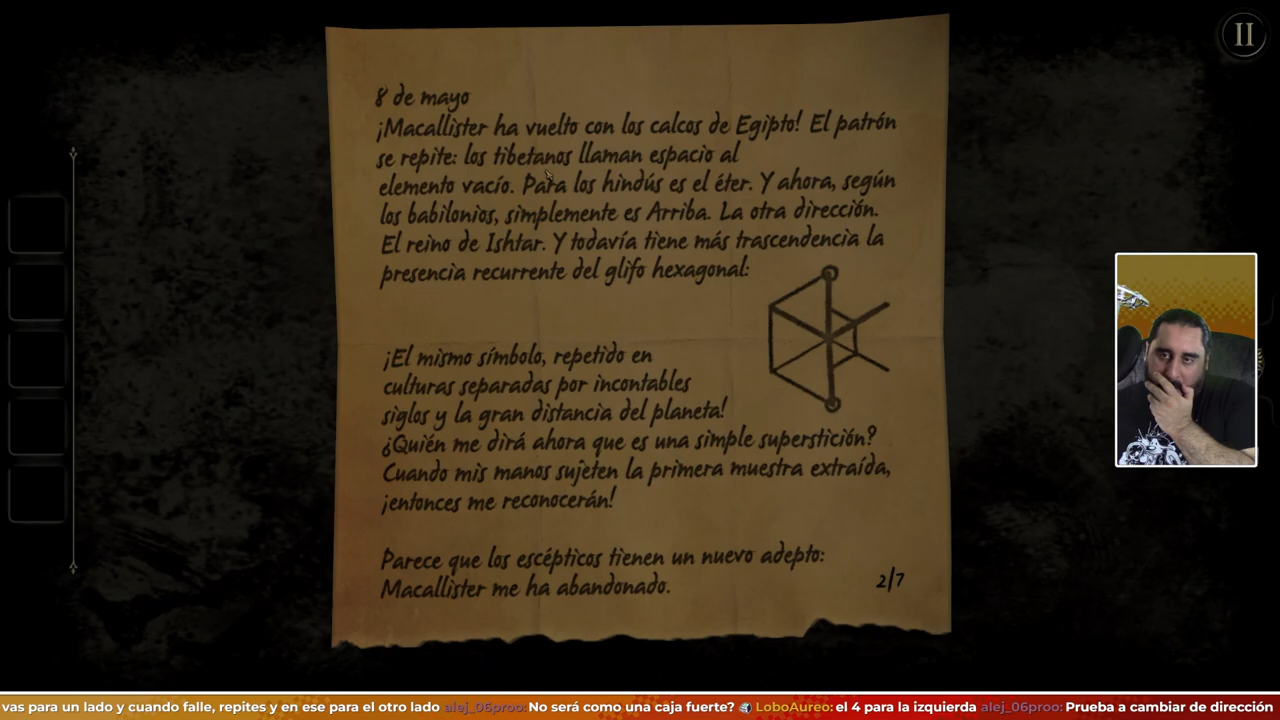 8 de mayo
¡Macallister ha vuelto con los calcos de Egipto! El patrón
se repite: los tibetanos llaman espacio al
elemento vacío. Para los hindús es el éter. Y ahora, según
los babilonios, simplemente es Arriba. La otra dirección.
El reino de Ishtar. Y todavía tiene más trascendencia la
presencia recurrente del glifo hexagonal:
¡El mismo símbolo, repetido en
culturas separadas por incontables
siglos y la gran distancia del planeta!
¿Quién me dirá ahora que es una simple superstición?
Cuando mis manos sujeten la primera muestra extraída,
¡entonces me reconocerán!
Parece que los escépticos tienen un nuevo adepto:
Macallister me ha abandonado.
2/7
vas para un lado y cuando falle, repites y en ese para el otro lado alej_06proo: No será como una caja fuerte? LoboAureo: el 4 para la izquierda alej_06proo: Prueba a cambiar de dirección